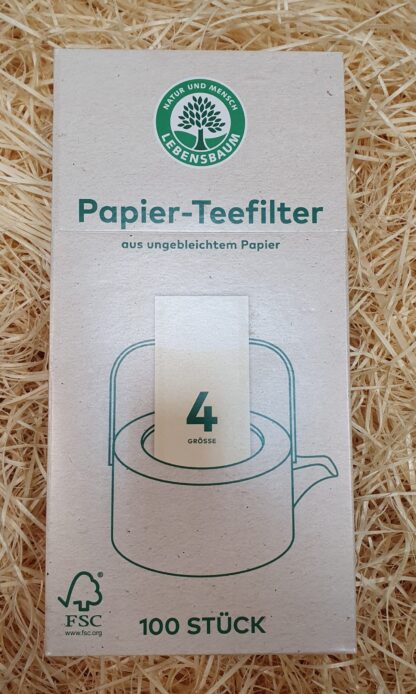 NATUR UND MENSCH
LEBENSBAUM
Papier-Teefilter
aus ungebleichtem Papier
4
GRÖSSE
®
FSC
www.fsc.org
100 STÜCK